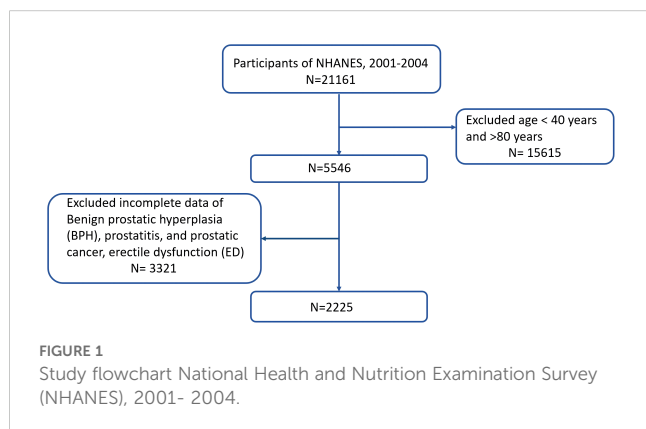 Participants of NHANES, 2001-2004
N=21161
Excluded age < 40 years
and >80 years
N= 15615
N=5546
Excluded incomplete data of
Benign prostatic hyperplasia
(BPH), prostatitis, and prostatic
cancer, erectile dysfunction (ED)
N= 3321
N=2225
FIGURE 1
Study flowchart National Health and Nutrition Examination Survey
(NHANES), 2001- 2004.